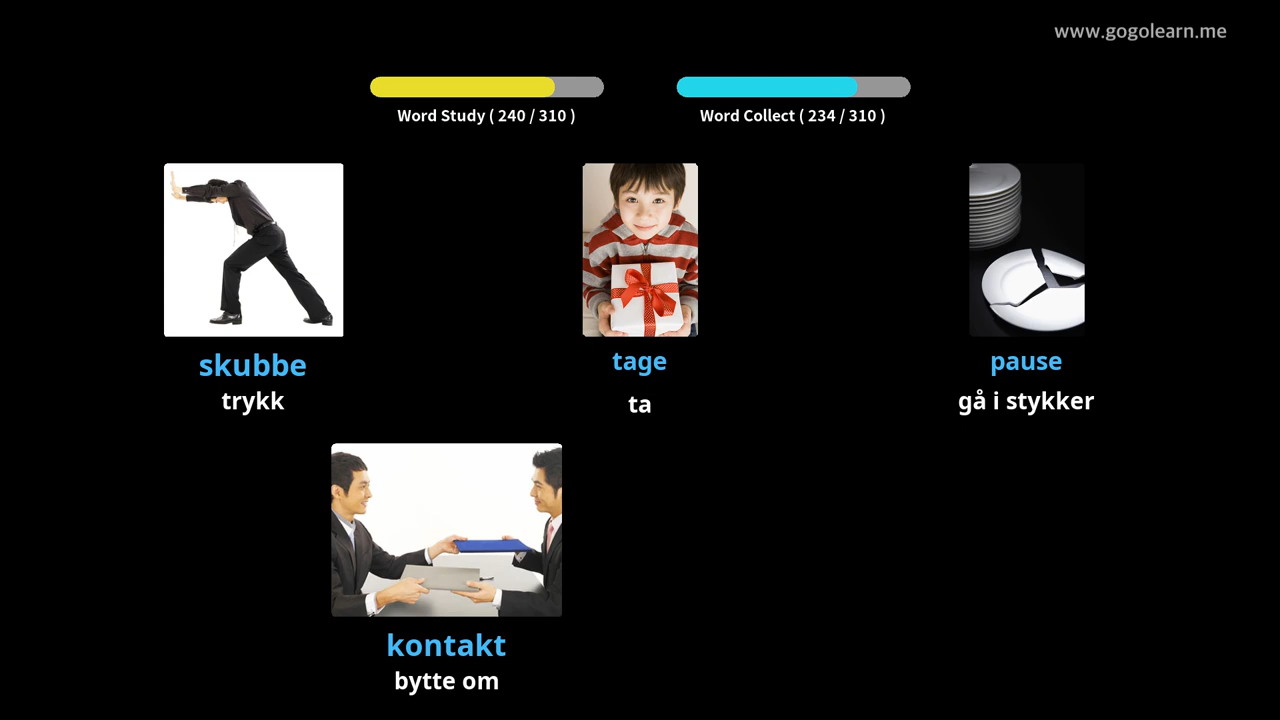 www.gogolearn.me
Word Study ( 240 / 310 )
Word Collect ( 234 / 310 )
skubbe
trykk
tage
ta
pause
gå i stykker
kontakt
bytte om